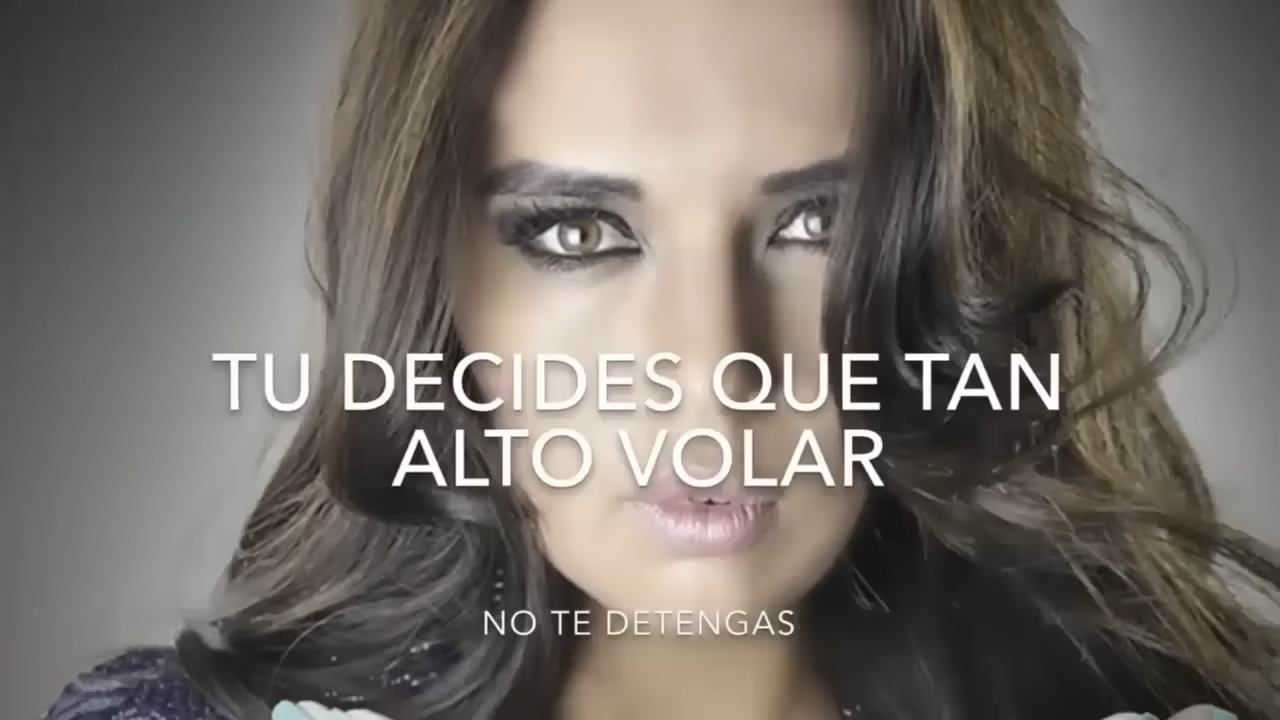 TU DECIDES QUE TAN
ALTO VOLAR
NO TE DETENGAS